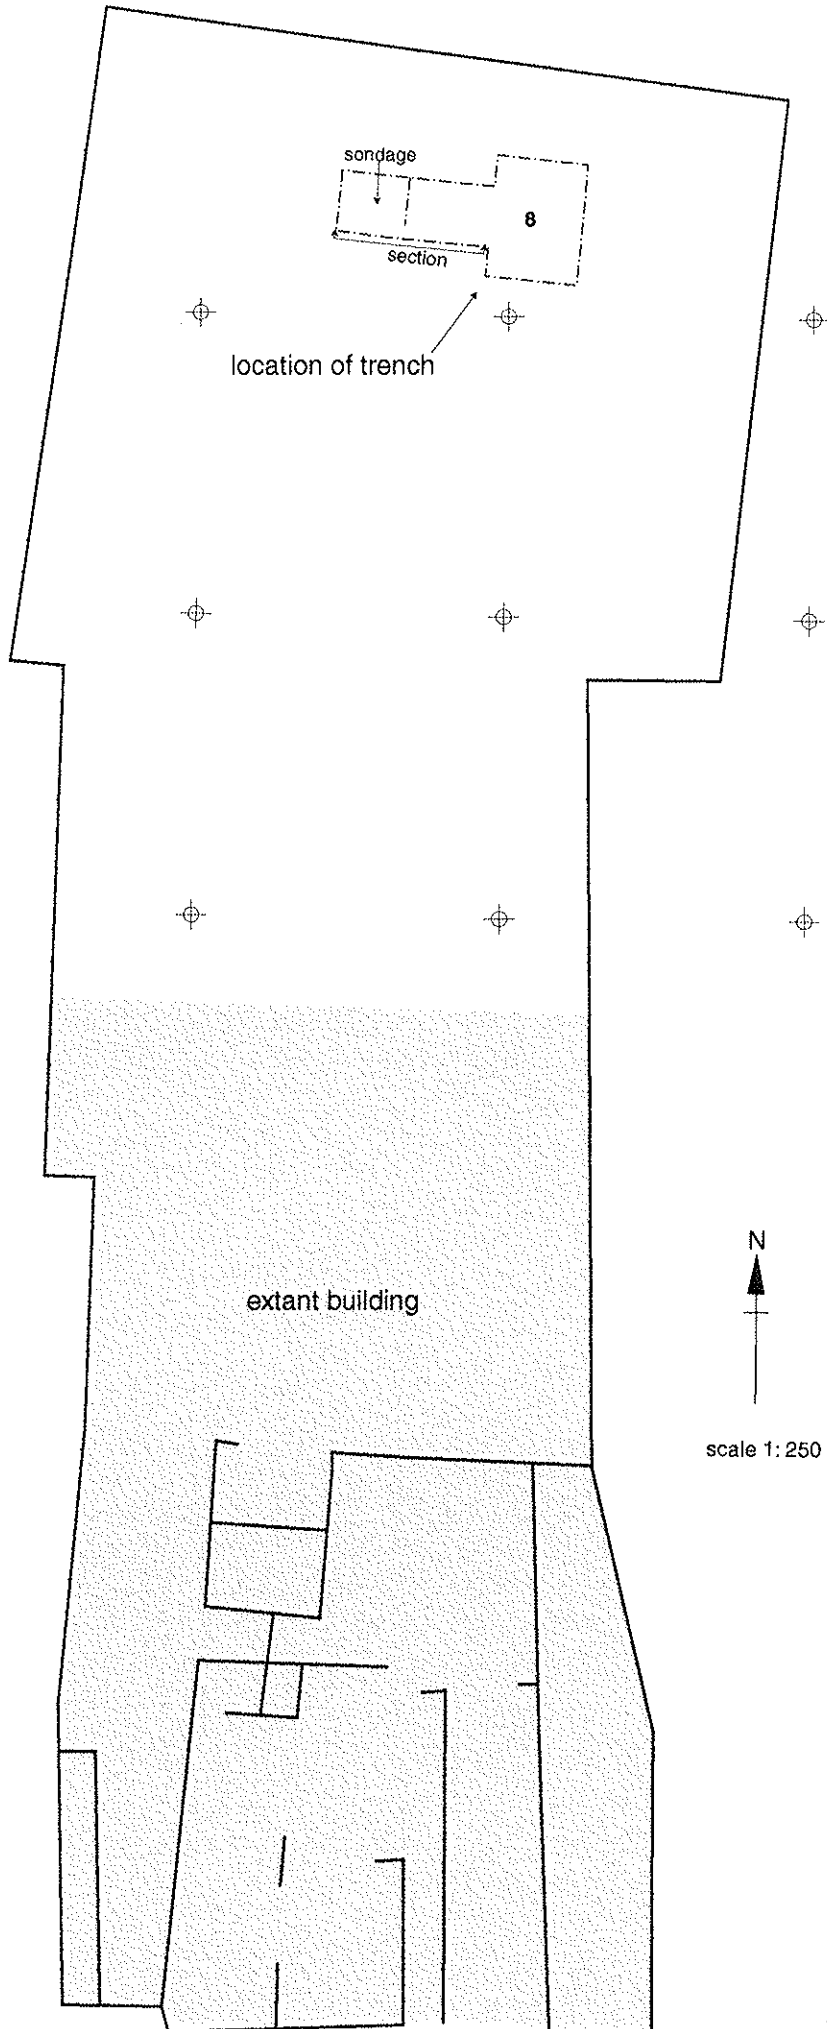 sondage
8
section
location of trench
extant building
N
scale 1: 250